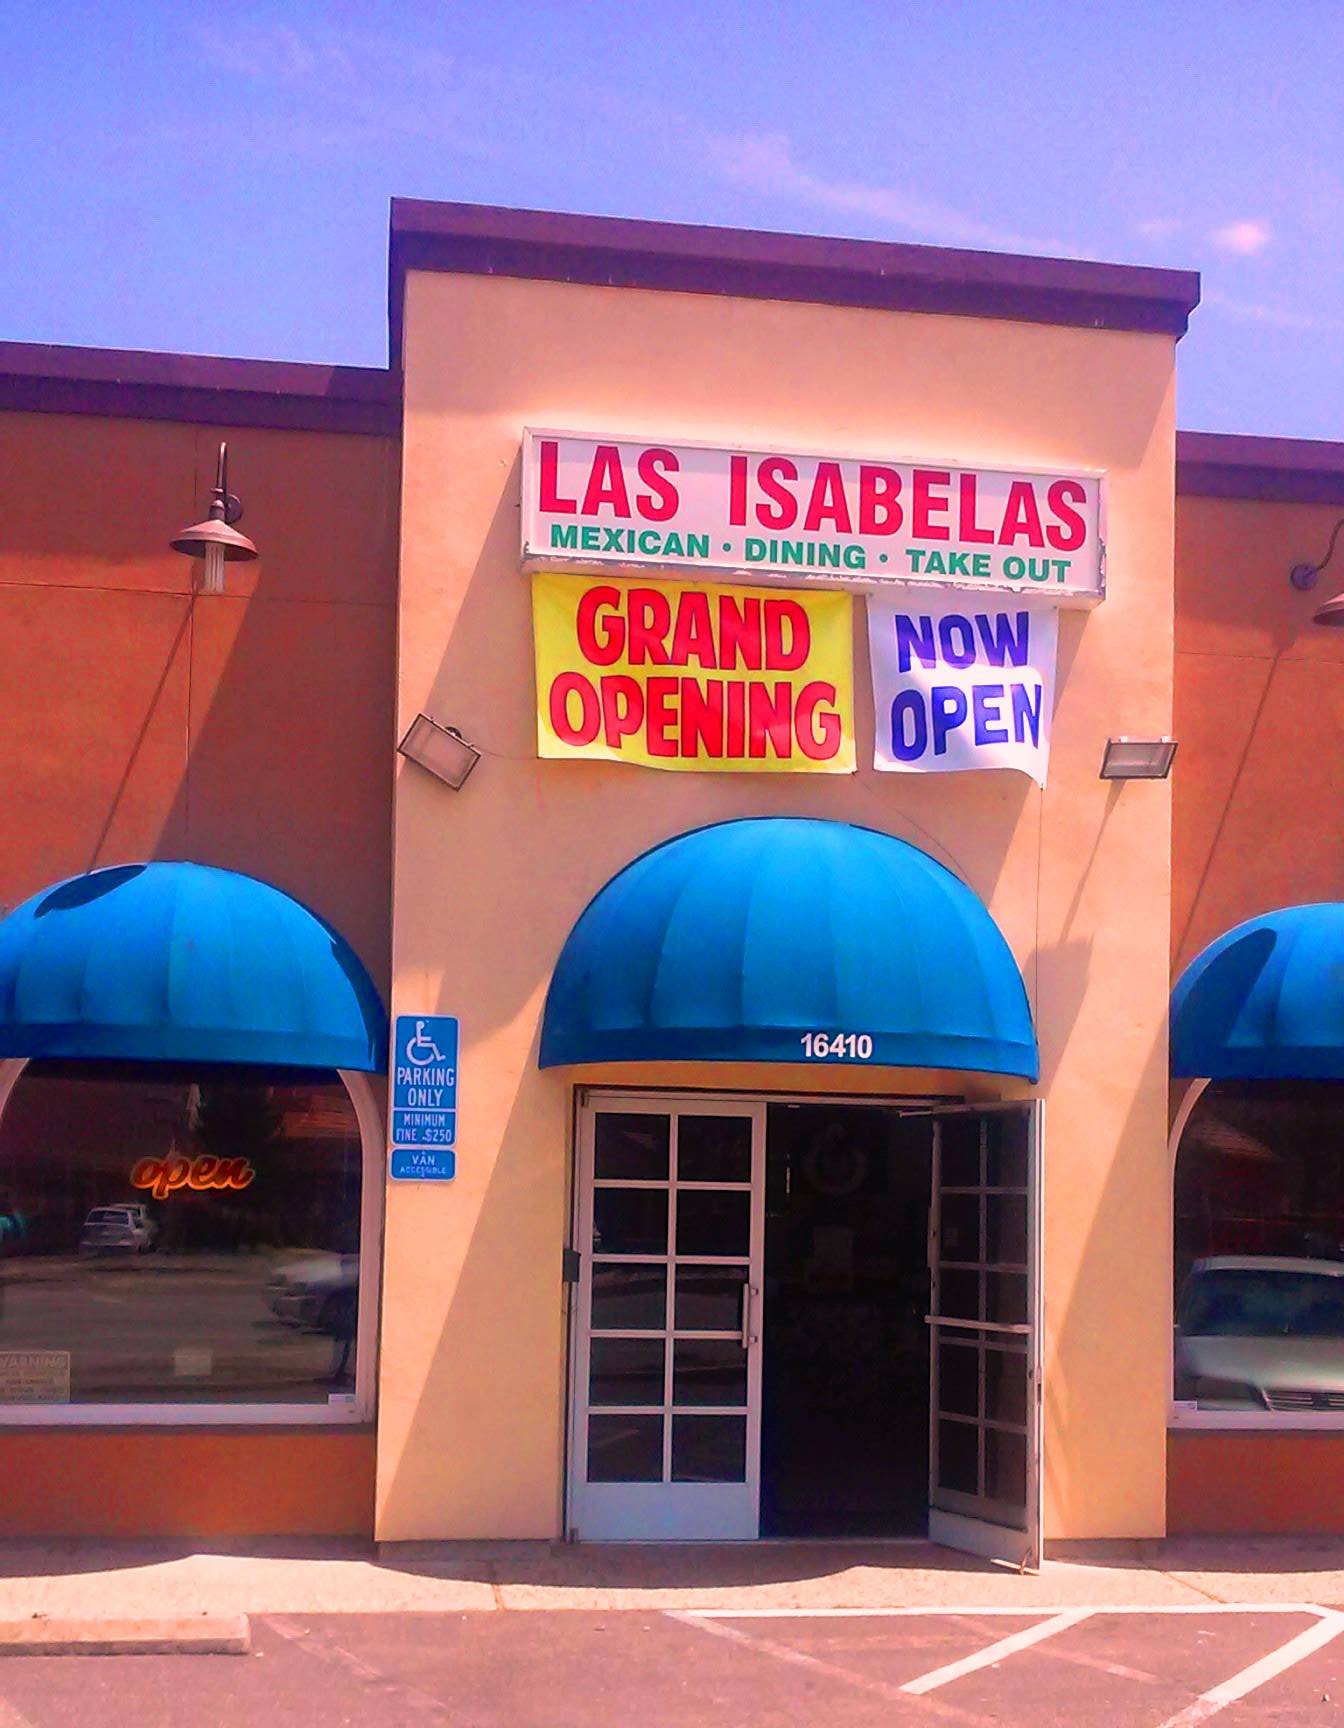 LAS ISABELAS
MEXICAN • DINING • TAKE OUT
GRAND
OPENING
NOW
OPEN
16410
PARKING
ONLY
MINIMUM
FINE $250
VAN
ACCESSIBLE
open